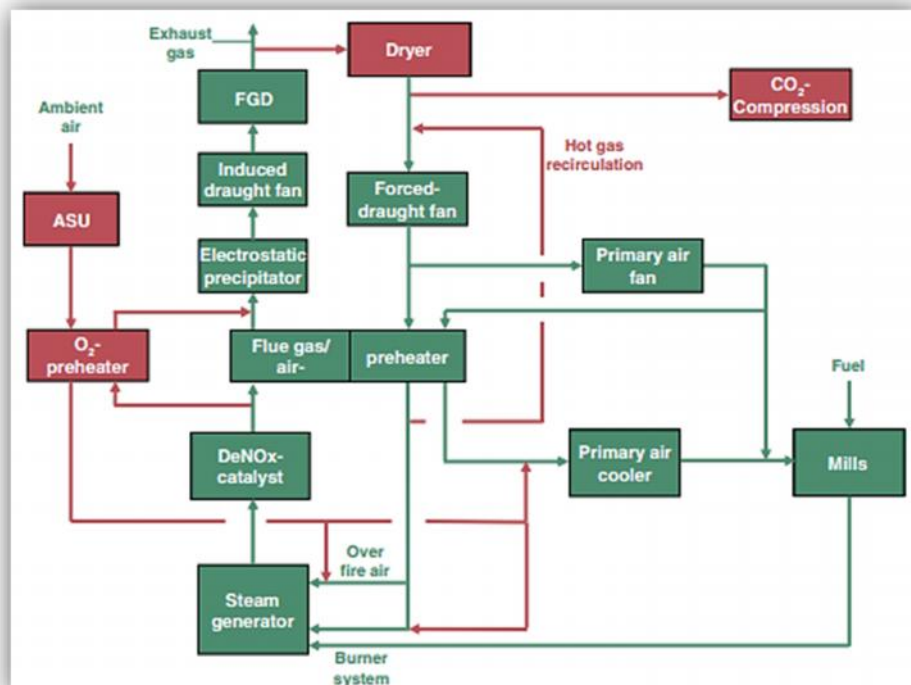 Exhaust
gas
Dryer
FGD
CO₂-
Compression
Ambient
air
Hot gas
recirculation
Induced
draught fan
Forced-
draught fan
ASU
Electrostatic
precipitator
Primary air
fan
O₂-
preheater
Flue gas/
air-
preheater
Fuel
DeNOx-
catalyst
Primary air
cooler
Mills
Over
fire air
Steam
generator
Burner
system